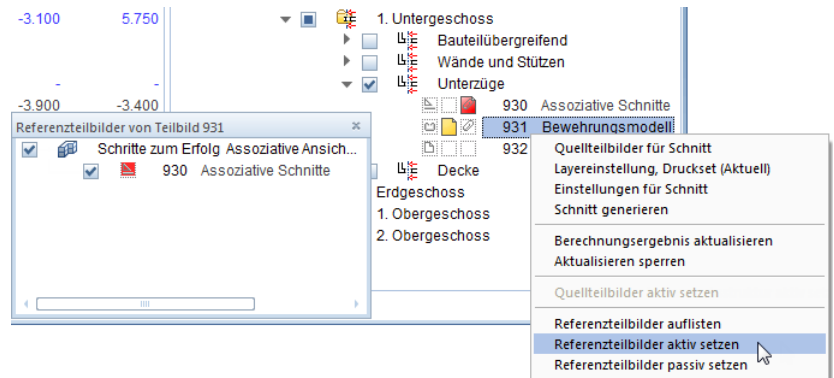 -3.100 5.750 1. Untergeschoss
Bauteilübergreifend
Wände und Stützen
- - Unterzüge
-3.900 -3.400 930 Assoziative Schnitte
931 Bewehrungsmodell
932
Decke
Erdgeschoss
1. Obergeschoss
2. Obergeschoss
Referenzteilbilder von Teilbild 931
Schritte zum Erfolg Assoziative Ansich...
930 Assoziative Schnitte
Quellteilbilder für Schnitt
Layereinstellung, Druckset (Aktuell)
Einstellungen für Schnitt
Schnitt generieren
Berechnungsergebnis aktualisieren
Aktualisieren sperren
Quellteilbilder aktiv setzen
Referenzteilbilder auflisten
Referenzteilbilder aktiv setzen
Referenzteilbilder passiv setzen